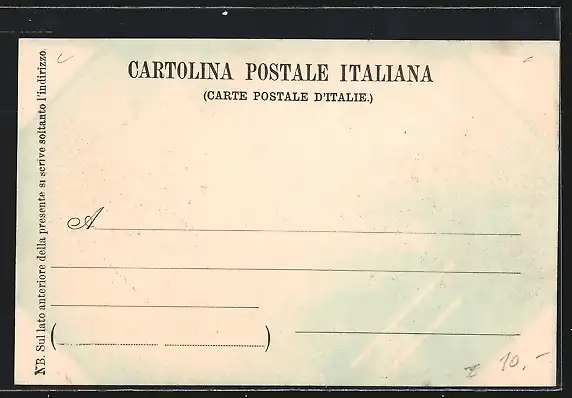 CARTOLINA POSTALE ITALIANA
(CARTE POSTALE D'ITALIE.)
A
( )
NB. Sul lato anteriore della presente si scrive soltanto l'indirizzo.
10,-